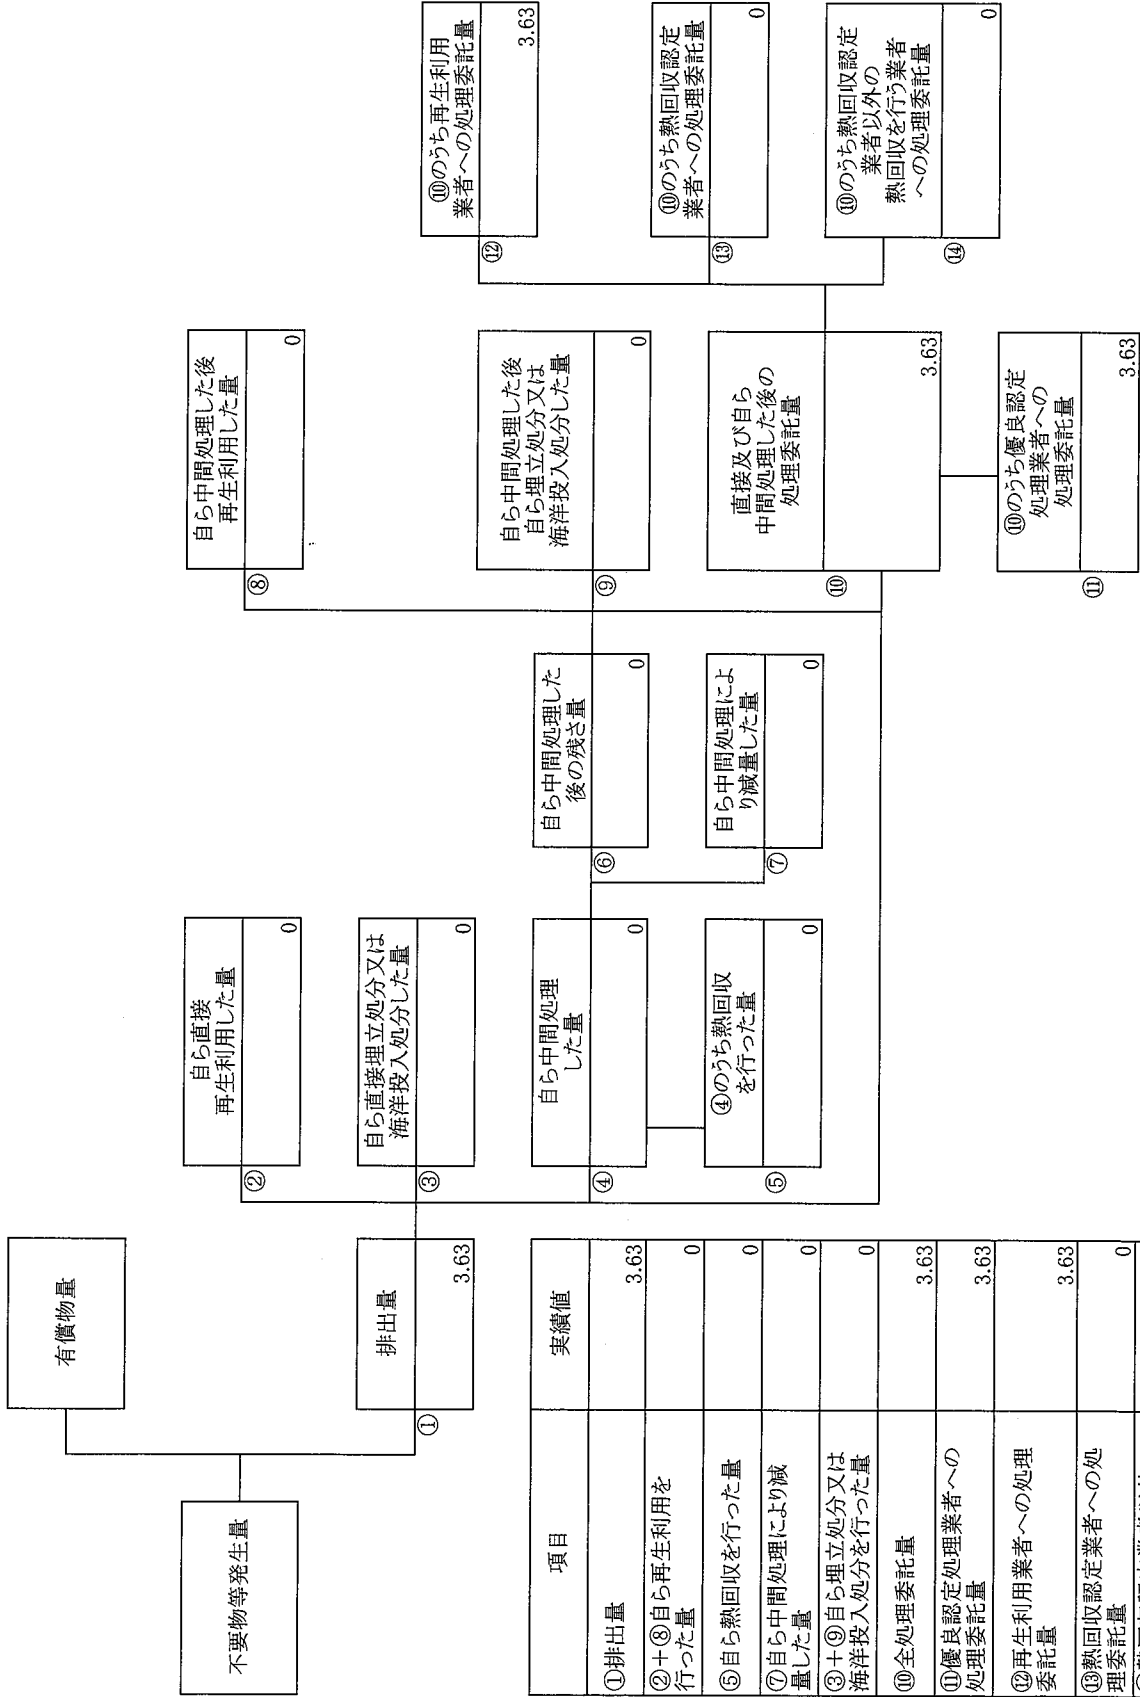 不要物等発生量
有償物量
①
排出量
3.63
②
自ら直接
再生利用した量
0
③
自ら直接埋立処分又は
海洋投入処分した量
0
④
自ら中間処理
した量
0
⑤
④のうち熱回収
を行った量
0
⑥
自ら中間処理した
後の残さ量
0
⑦
自ら中間処理によ
り減量した量
0
⑧
自ら中間処理した後
再生利用した量
0
⑨
自ら中間処理した後
自ら埋立処分又は
海洋投入処分した量
0
⑩
直接及び自ら
中間処理した後の
処理委託量
3.63
⑪
⑩のうち優良認定
処理業者への
処理委託量
3.63
⑫
⑩のうち再生利用
業者への処理委託量
3.63
⑬
⑩のうち熱回収認定
業者への処理委託量
0
⑭
⑩のうち熱回収認定
業者以外の
熱回収を行う業者
への処理委託量
0
項目 実績値
①排出量 3.63
②+⑧自ら再生利用を
行った量 0
⑤自ら熱回収を行った量 0
⑦自ら中間処理により減
量した量 0
③+⑨自ら埋立処分又は
海洋投入処分を行った量 0
⑩全処理委託量 3.63
⑪優良認定処理業者への
処理委託量 3.63
⑫再生利用業者への処理
委託量 3.63
⑬熱回収認定業者への処
理委託量 0